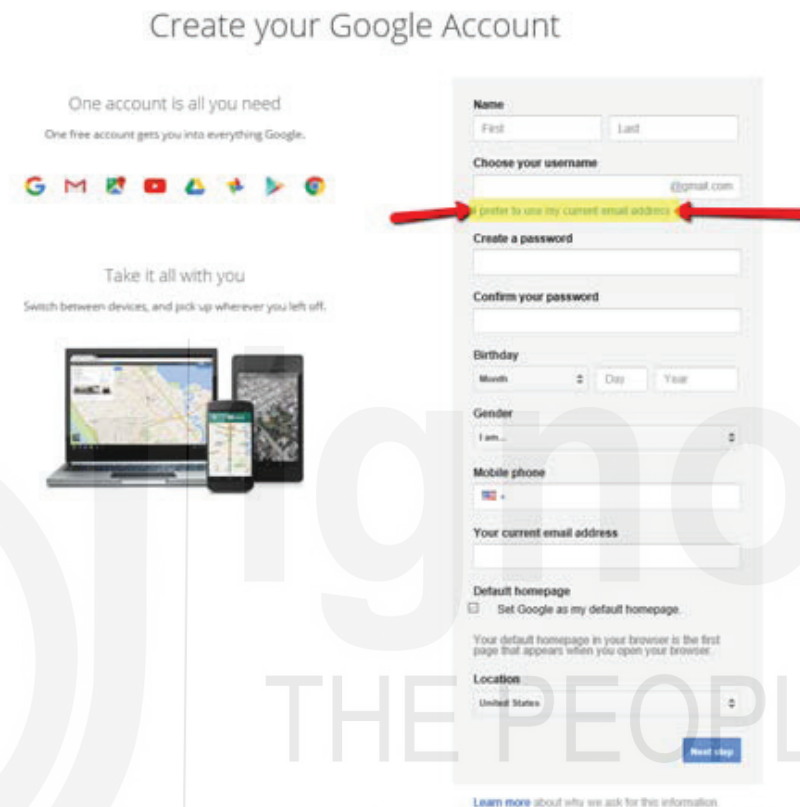 Create your Google Account
One account is all you need
One free account gets you into everything Google.
Take it all with you
Switch between devices, and pick up wherever you left off.
Name
First
Last
Choose your username
@gmail.com
I prefer to use my current email address
Create a password
Confirm your password
Birthday
Month
Day
Year
Gender
I am...
Mobile phone
Your current email address
Default homepage
Set Google as my default homepage.
Your default homepage in your browser is the first
page that appears when you open your browser.
Location
United States
Next step
Learn more about why we ask for this information.
igno
THE PEOPL